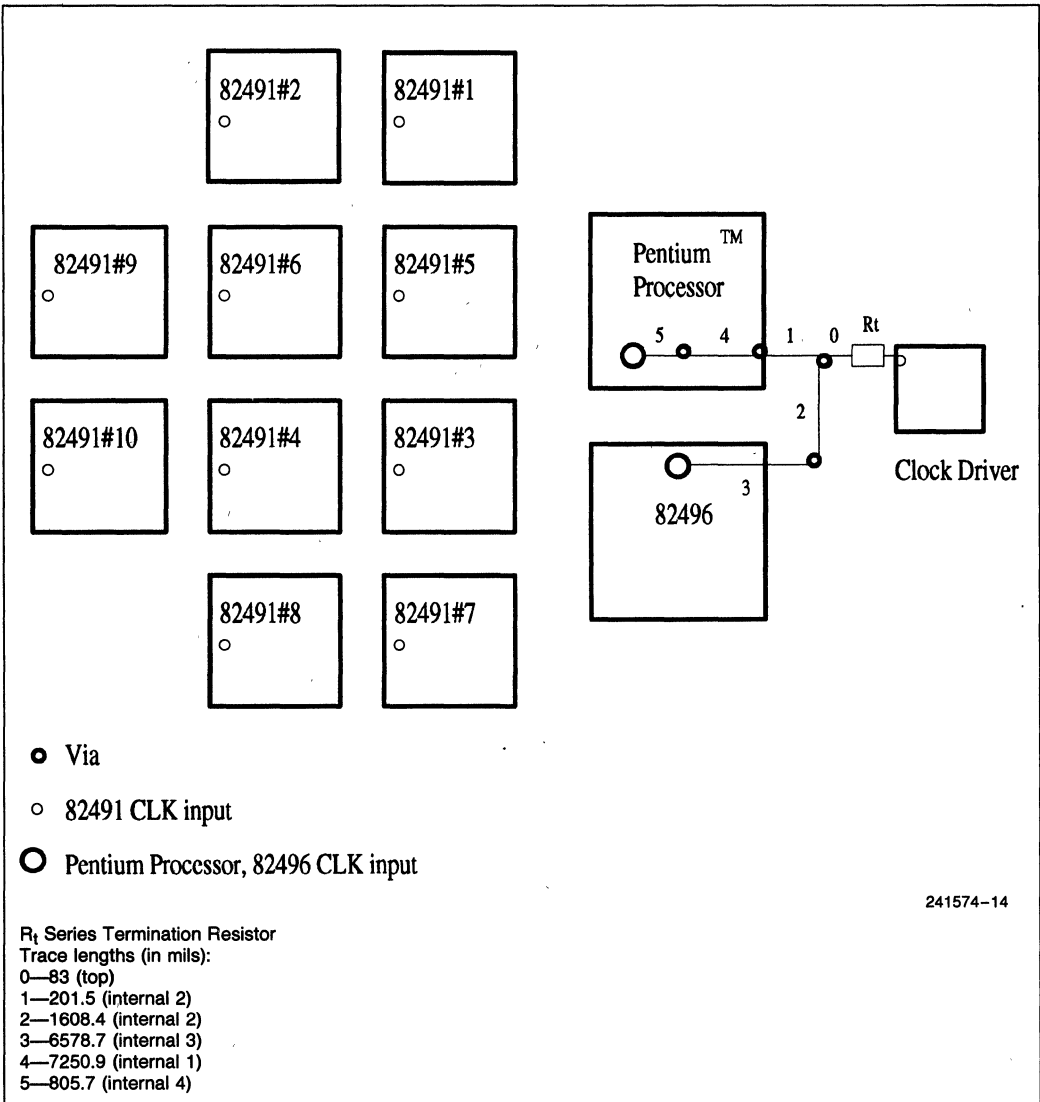 82491#2
82491#1
82491#9
82491#6
82491#5
Pentium TM
Processor
5 4 1 0 Rt
2
3
Clock Driver
82491#10
82491#4
82491#3
82496
82491#8
82491#7
Via
82491 CLK input
Pentium Processor, 82496 CLK input
241574-14
Rt Series Termination Resistor
Trace lengths (in mils):
0—83 (top)
1—201.5 (internal 2)
2—1608.4 (internal 2)
3—6578.7 (internal 3)
4—7250.9 (internal 1)
5—805.7 (internal 4)